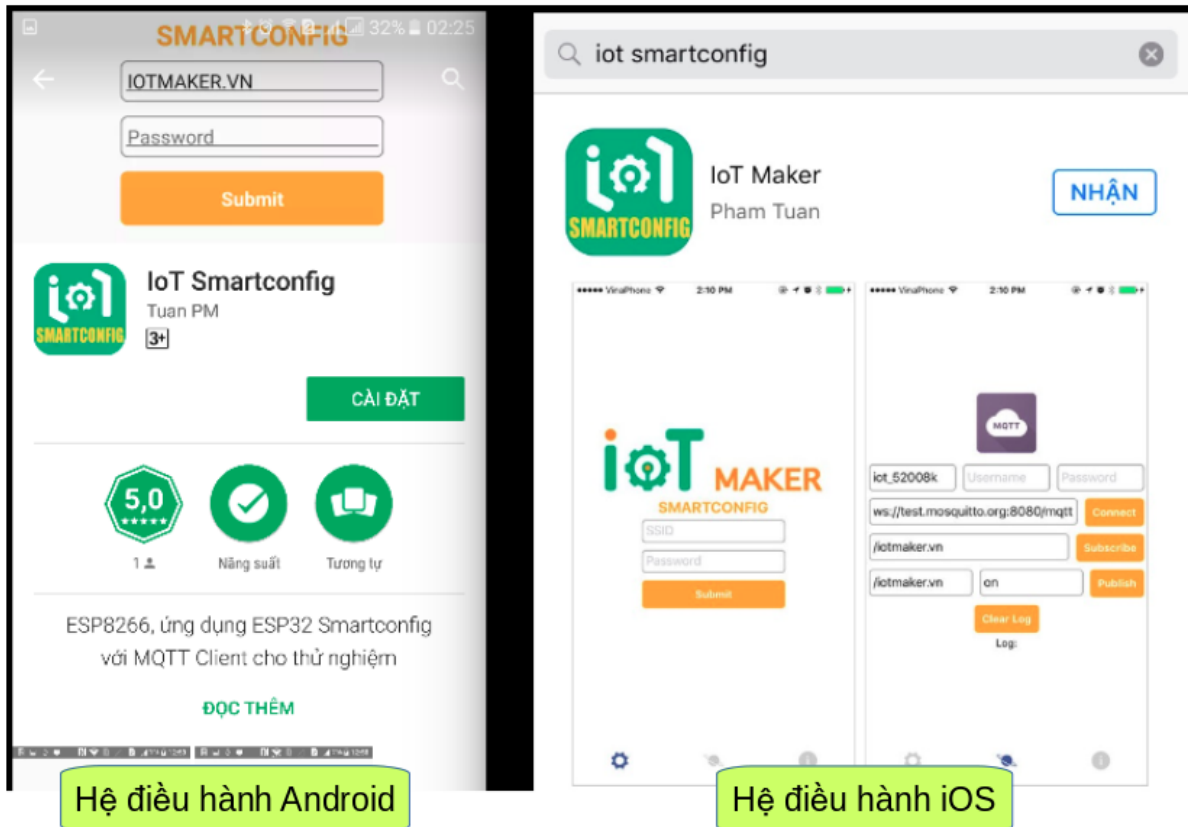 32% 02:25
SMARTCONFIG
IOTMAKER.VN
Password
Submit
IoT
SMARTCONFIG
IoT Smartconfig
Tuan PM
3+
CÀI ĐẶT
5,0
1
Năng suất
Tương tự
ESP8266, ứng dụng ESP32 Smartconfig
với MQTT Client cho thử nghiệm
ĐỌC THÊM
Hệ điều hành Android
iot smartconfig
IoT
SMARTCONFIG
IoT Maker
Pham Tuan
NHẬN
VinaPhone 2:10 PM
IoT MAKER
SMARTCONFIG
SSID
Password
Submit
VinaPhone 2:10 PM
MQTT
iot_52008k Username Password
ws://test.mosquitto.org:8080/mqtt Connect
/iotmaker.vn Subscribe
/iotmaker.vn on Publish
Clear Log
Log:
Hệ điều hành iOS